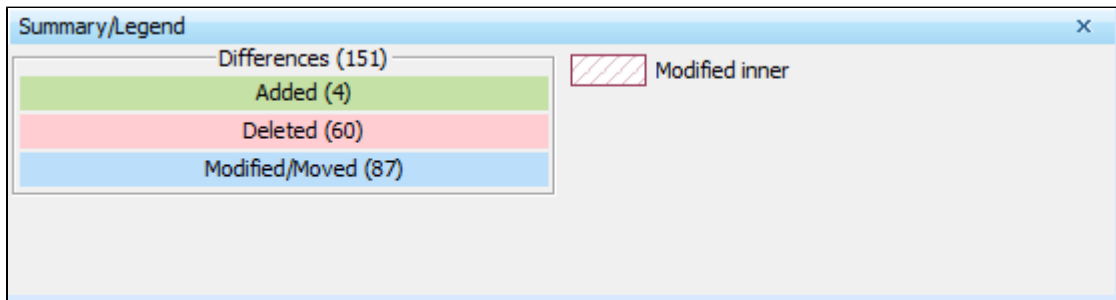 Summary/Legend
Differences (151)
Added (4)
Deleted (60)
Modified/Moved (87)
Modified inner